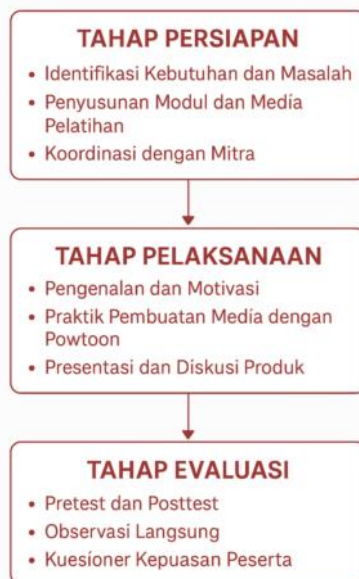 TAHAP PERSIAPAN
• Identifikasi Kebutuhan dan Masalah
• Penyusunan Modul dan Media
Pelatihan
• Koordinasi dengan Mitra
TAHAP PELAKSANAAN
• Pengenalan dan Motivasi
• Praktik Pembuatan Media dengan
Powtoon
• Presentasi dan Diskusi Produk
TAHAP EVALUASI
• Pretest dan Posttest
• Observasi Langsung
• Kuesioner Kepuasan Peserta